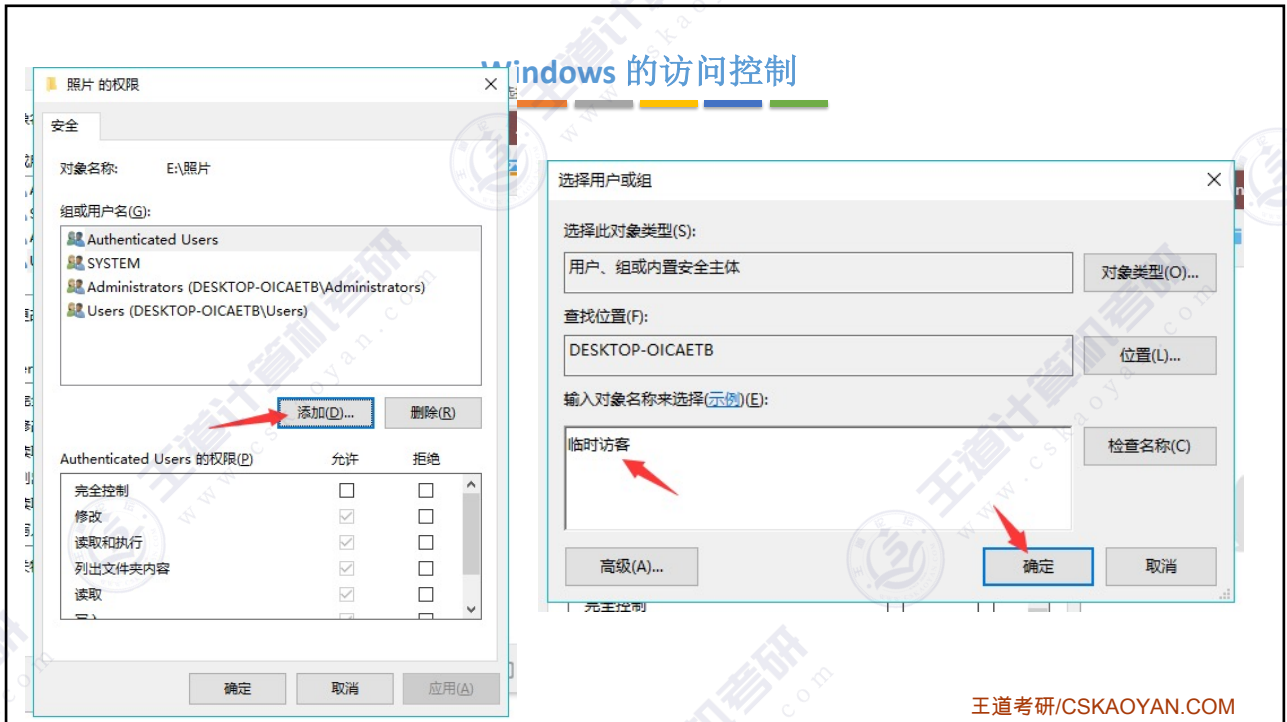 Windows 的访问控制
照片 的权限
安全
对象名称: E:\照片
组或用户名(G):
Authenticated Users
SYSTEM
Administrators (DESKTOP-OICAETB\Administrators)
Users (DESKTOP-OICAETB\Users)
添加(D)... 删除(R)
Authenticated Users 的权限(P) 允许 拒绝
完全控制
修改
读取和执行
列出文件夹内容
读取
确定 取消 应用(A)
选择用户或组
选择此对象类型(S):
用户、组或内置安全主体 对象类型(O)...
查找位置(F):
DESKTOP-OICAETB 位置(L)...
输入对象名称来选择(示例)(E):
临时访客 检查名称(C)
高级(A)... 确定 取消
完全控制
王道考研/CSKAOYAN.COM